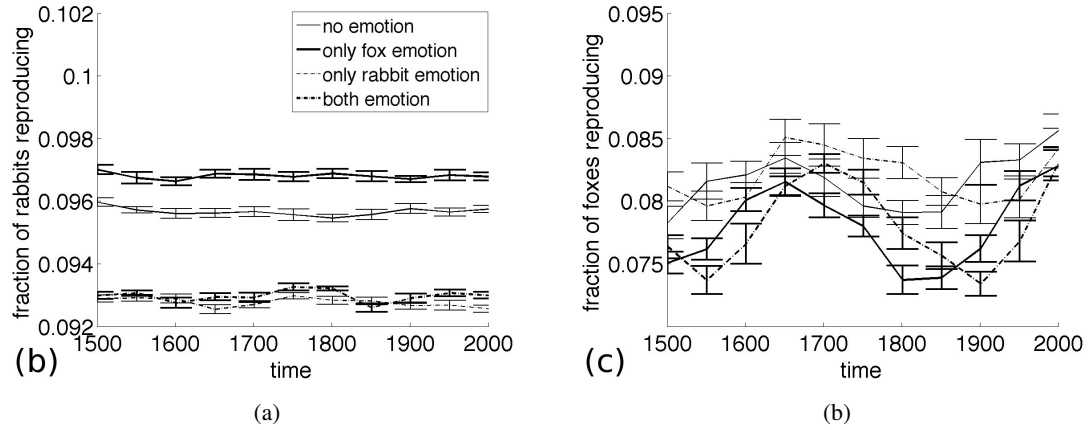 0.102
0.1
0.098
0.096
0.094
0.092
fraction of rabbits reproducing
no emotion
only fox emotion
only rabbit emotion
both emotion
1500 1600 1700 1800 1900 2000
time
(b)
(a)
0.095
0.09
0.085
0.08
0.075
fraction of foxes reproducing
1500 1600 1700 1800 1900 2000
time
(c)
(b)